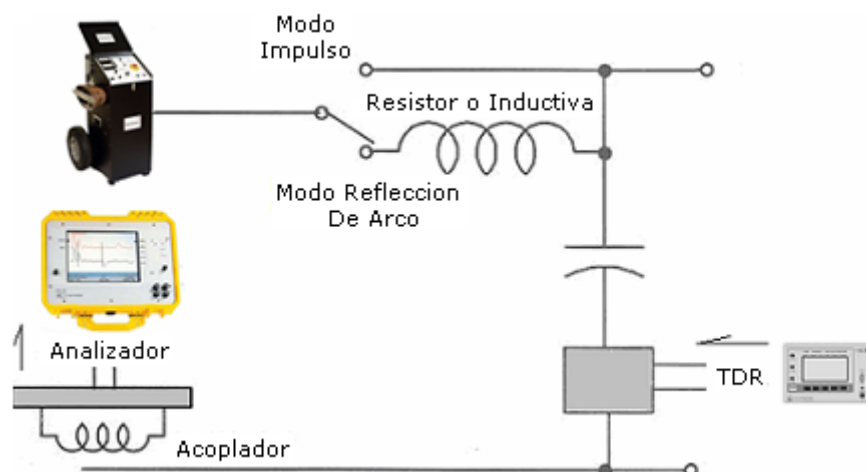 Modo
Impulso
Resistor o Inductiva
Modo Refleccion
De Arco
Analizador
TDR
Acoplador